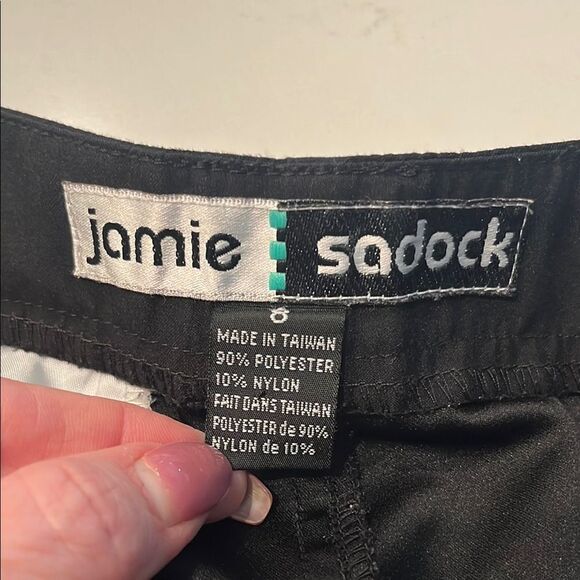 jamie sadock
8
MADE IN TAIWAN
90% POLYESTER
10% NYLON
FAIT DANS TAIWAN
POLYESTER de 90%
NYLON de 10%